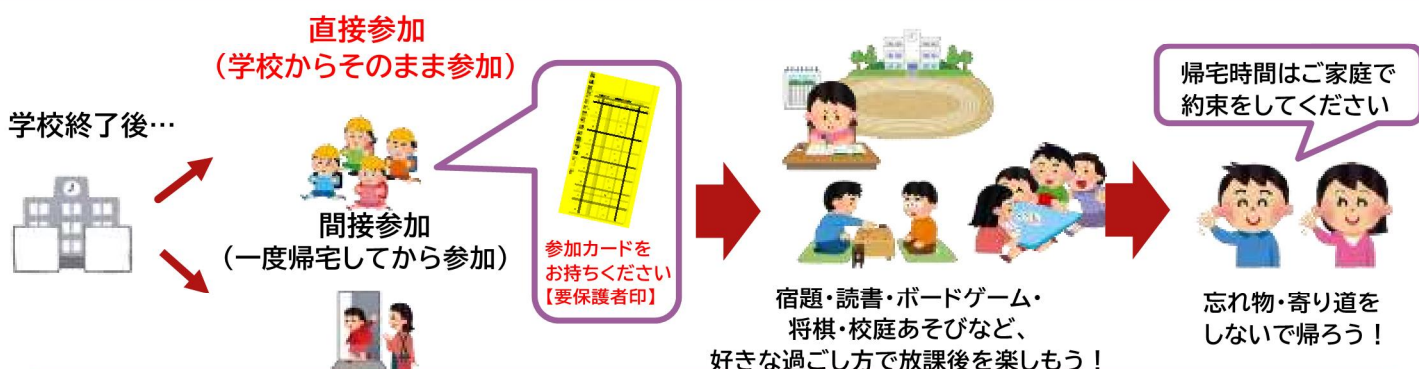 学校終了後…
直接参加
（学校からそのまま参加）
間接参加
（一度帰宅してから参加）
参加カードを
お持ちください
【要保護者印】
宿題・読書・ボードゲーム・
将棋・校庭あそびなど、
好きな過ごし方で放課後を楽しもう！
帰宅時間はご家庭で
約束をしてください
忘れ物・寄り道を
しないで帰ろう！